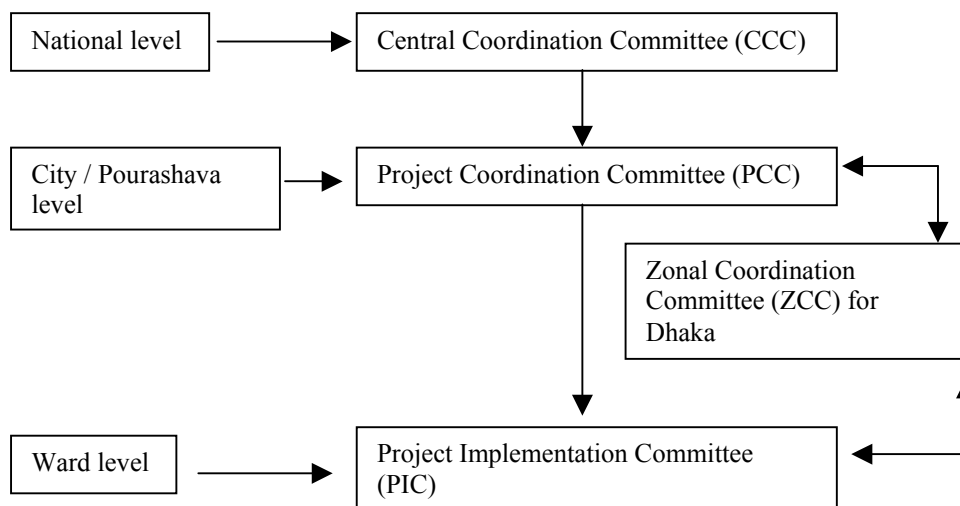 National level
Central Coordination Committee (CCC)
City / Pourashava
level
Project Coordination Committee (PCC)
Zonal Coordination
Committee (ZCC) for
Dhaka
Ward level
Project Implementation Committee
(PIC)